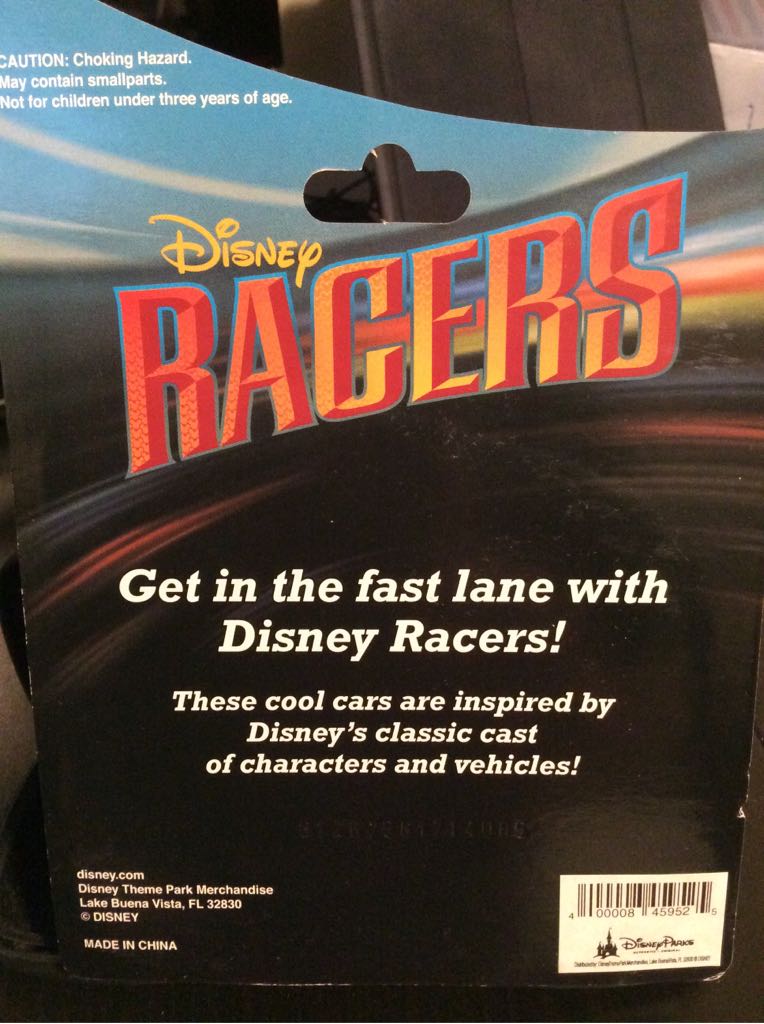 CAUTION: Choking Hazard.
May contain smallparts.
Not for children under three years of age.
Disney
RACERS
Get in the fast lane with
Disney Racers!
These cool cars are inspired by
Disney's classic cast
of characters and vehicles!
disney.com
Disney Theme Park Merchandise
Lake Buena Vista, FL 32830
© DISNEY
MADE IN CHINA
4 00008 45952 5
Disney Parks
AUTHENTIC ORIGINAL